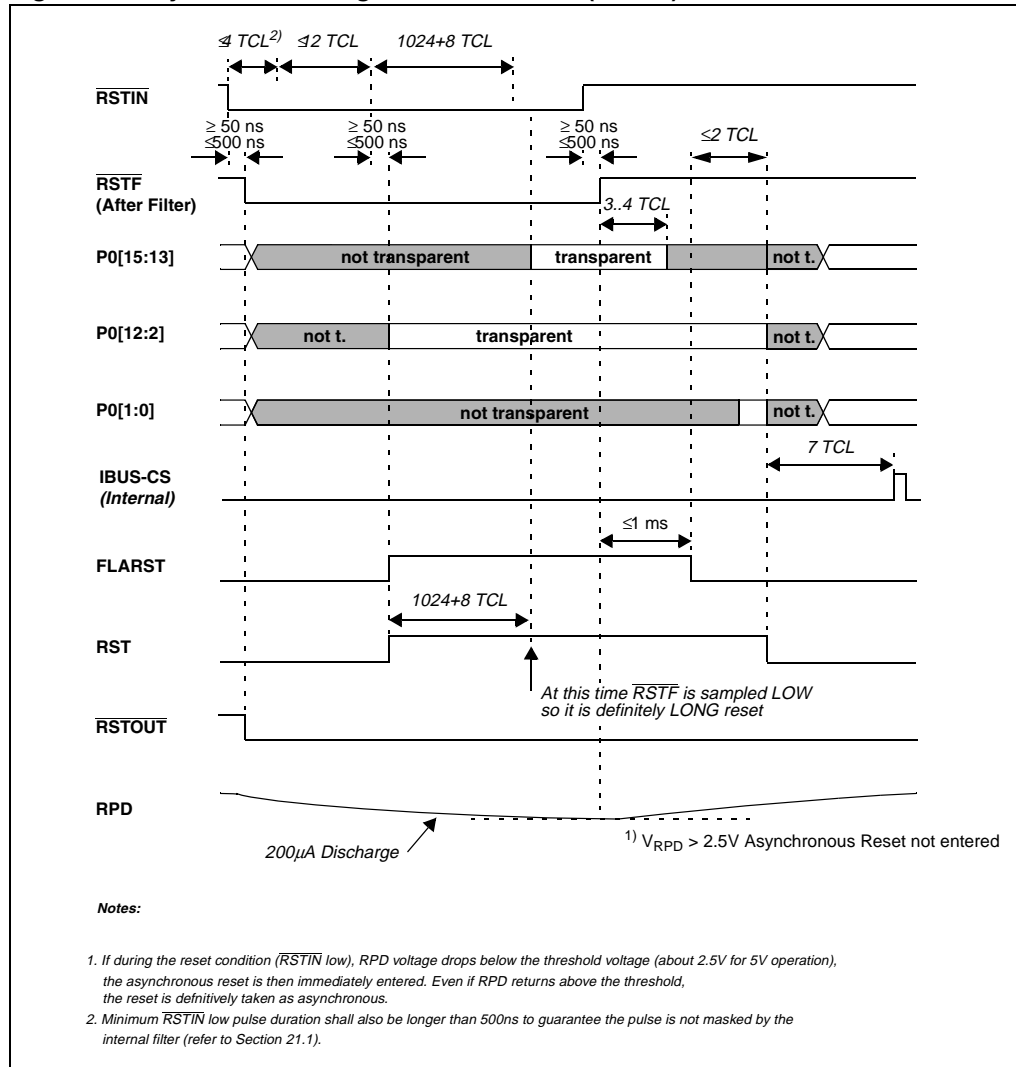 ≤4 TCL2) ≤12 TCL 1024+8 TCL
RSTIN
≥ 50 ns ≥ 50 ns ≥ 50 ns
≤500 ns ≤500 ns ≤500 ns ≤2 TCL
RSTF
(After Filter)
3..4 TCL
P0[15:13] not transparent transparent not t.
P0[12:2] not t. transparent not t.
P0[1:0] not transparent not t.
7 TCL
IBUS-CS
(Internal)
≤1 ms
FLARST
1024+8 TCL
RST
At this time RSTF is sampled LOW
so it is definitely LONG reset
RSTOUT
RPD
200μA Discharge
1) VRPD > 2.5V Asynchronous Reset not entered
Notes:
1. If during the reset condition (RSTIN low), RPD voltage drops below the threshold voltage (about 2.5V for 5V operation),
the asynchronous reset is then immediately entered. Even if RPD returns above the threshold,
the reset is defnitively taken as asynchronous.
2. Minimum RSTIN low pulse duration shall also be longer than 500ns to guarantee the pulse is not masked by the
internal filter (refer to Section 21.1).